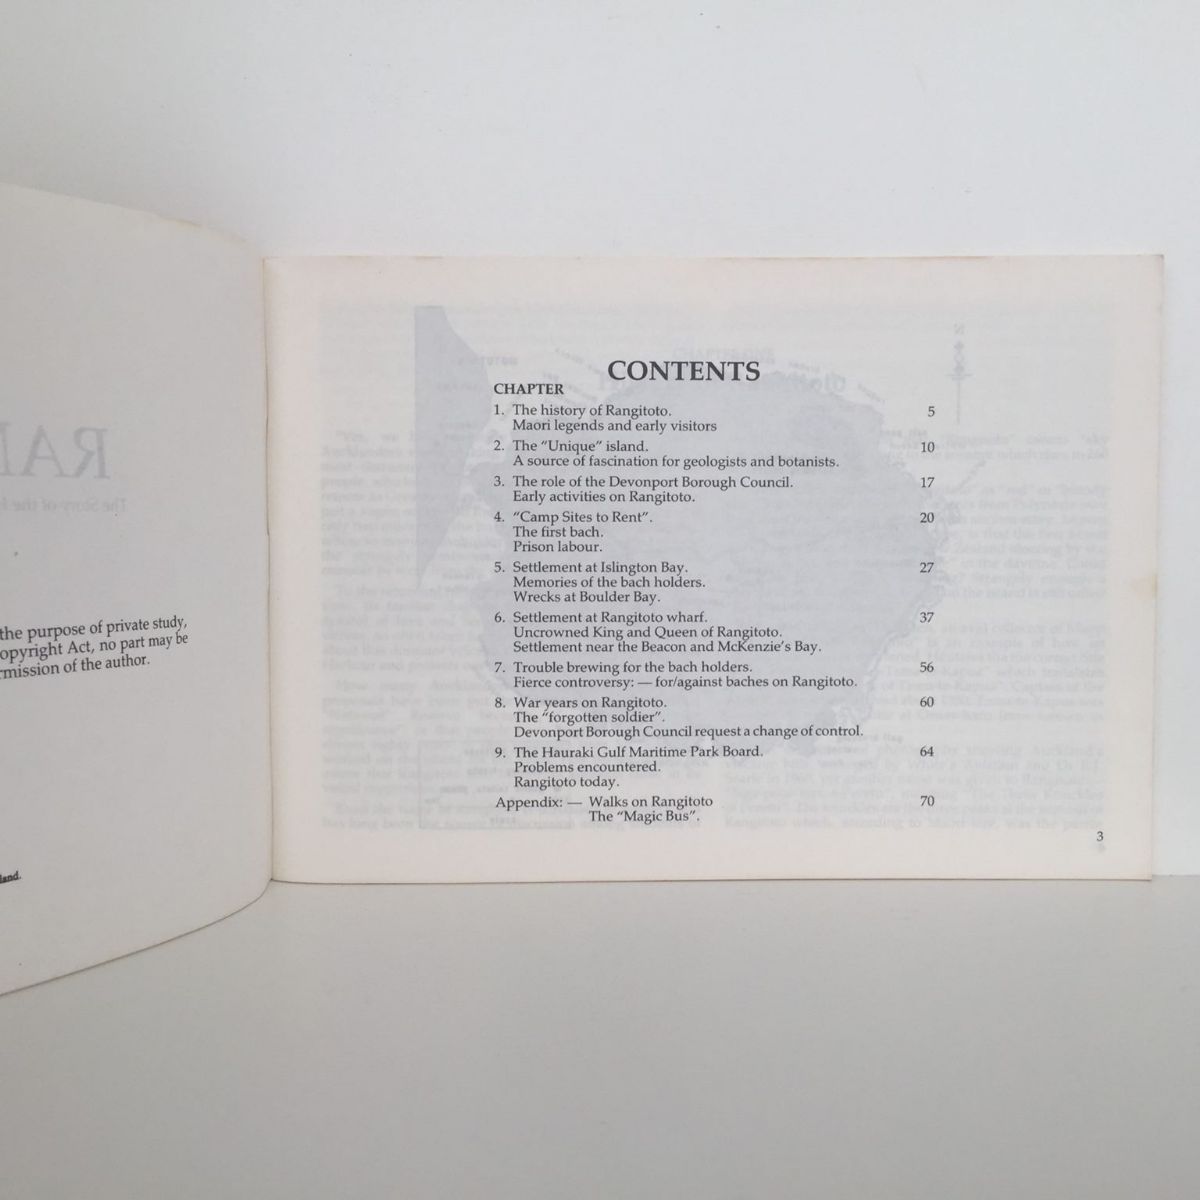 the purpose of private study,
opyright Act, no part may be
rmission of the author.
land.
CONTENTS
CHAPTER
1. The history of Rangitoto. 5
Maori legends and early visitors
2. The "Unique" island. 10
A source of fascination for geologists and botanists.
3. The role of the Devonport Borough Council. 17
Early activities on Rangitoto.
4. "Camp Sites to Rent". 20
The first bach.
Prison labour.
5. Settlement at Islington Bay. 27
Memories of the bach holders.
Wrecks at Boulder Bay.
6. Settlement at Rangitoto wharf. 37
Uncrowned King and Queen of Rangitoto.
Settlement near the Beacon and McKenzie's Bay.
7. Trouble brewing for the bach holders. 56
Fierce controversy: — for/against baches on Rangitoto.
8. War years on Rangitoto. 60
The "forgotten soldier".
Devonport Borough Council request a change of control.
9. The Hauraki Gulf Maritime Park Board. 64
Problems encountered.
Rangitoto today.
Appendix: — Walks on Rangitoto 70
The "Magic Bus".
3